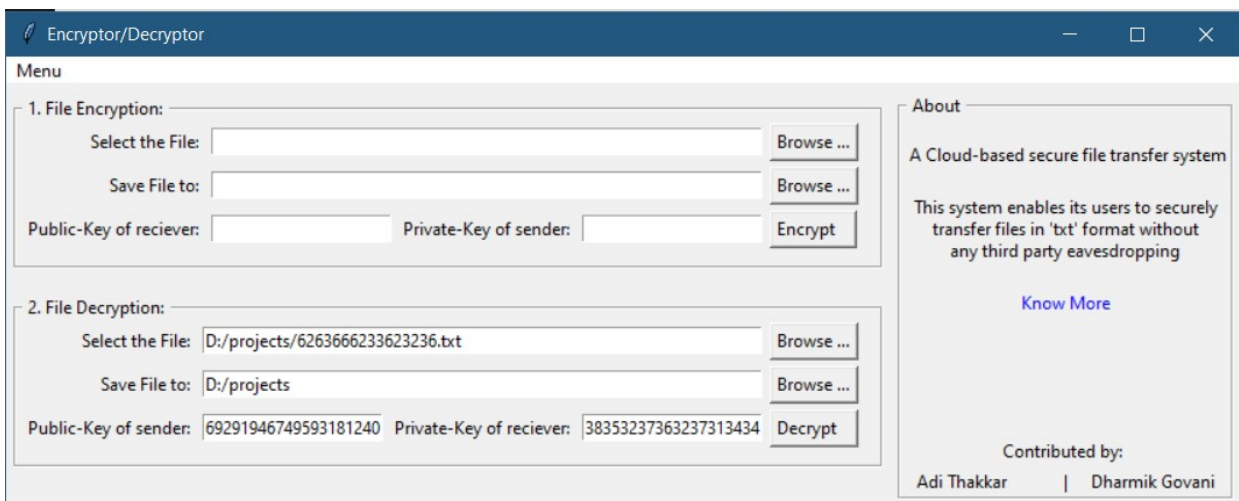 Encryptor/Decryptor
Menu
1. File Encryption:
Select the File: Browse ...
Save File to: Browse ...
Public-Key of reciever: Private-Key of sender: Encrypt
2. File Decryption:
Select the File: D:/projects/6263666233623236.txt Browse ...
Save File to: D:/projects Browse ...
Public-Key of sender: 69291946749593181240 Private-Key of reciever: 38353237363237313434 Decrypt
About
A Cloud-based secure file transfer system
This system enables its users to securely
transfer files in 'txt' format without
any third party eavesdropping
Know More
Contributed by:
Adi Thakkar | Dharmik Govani